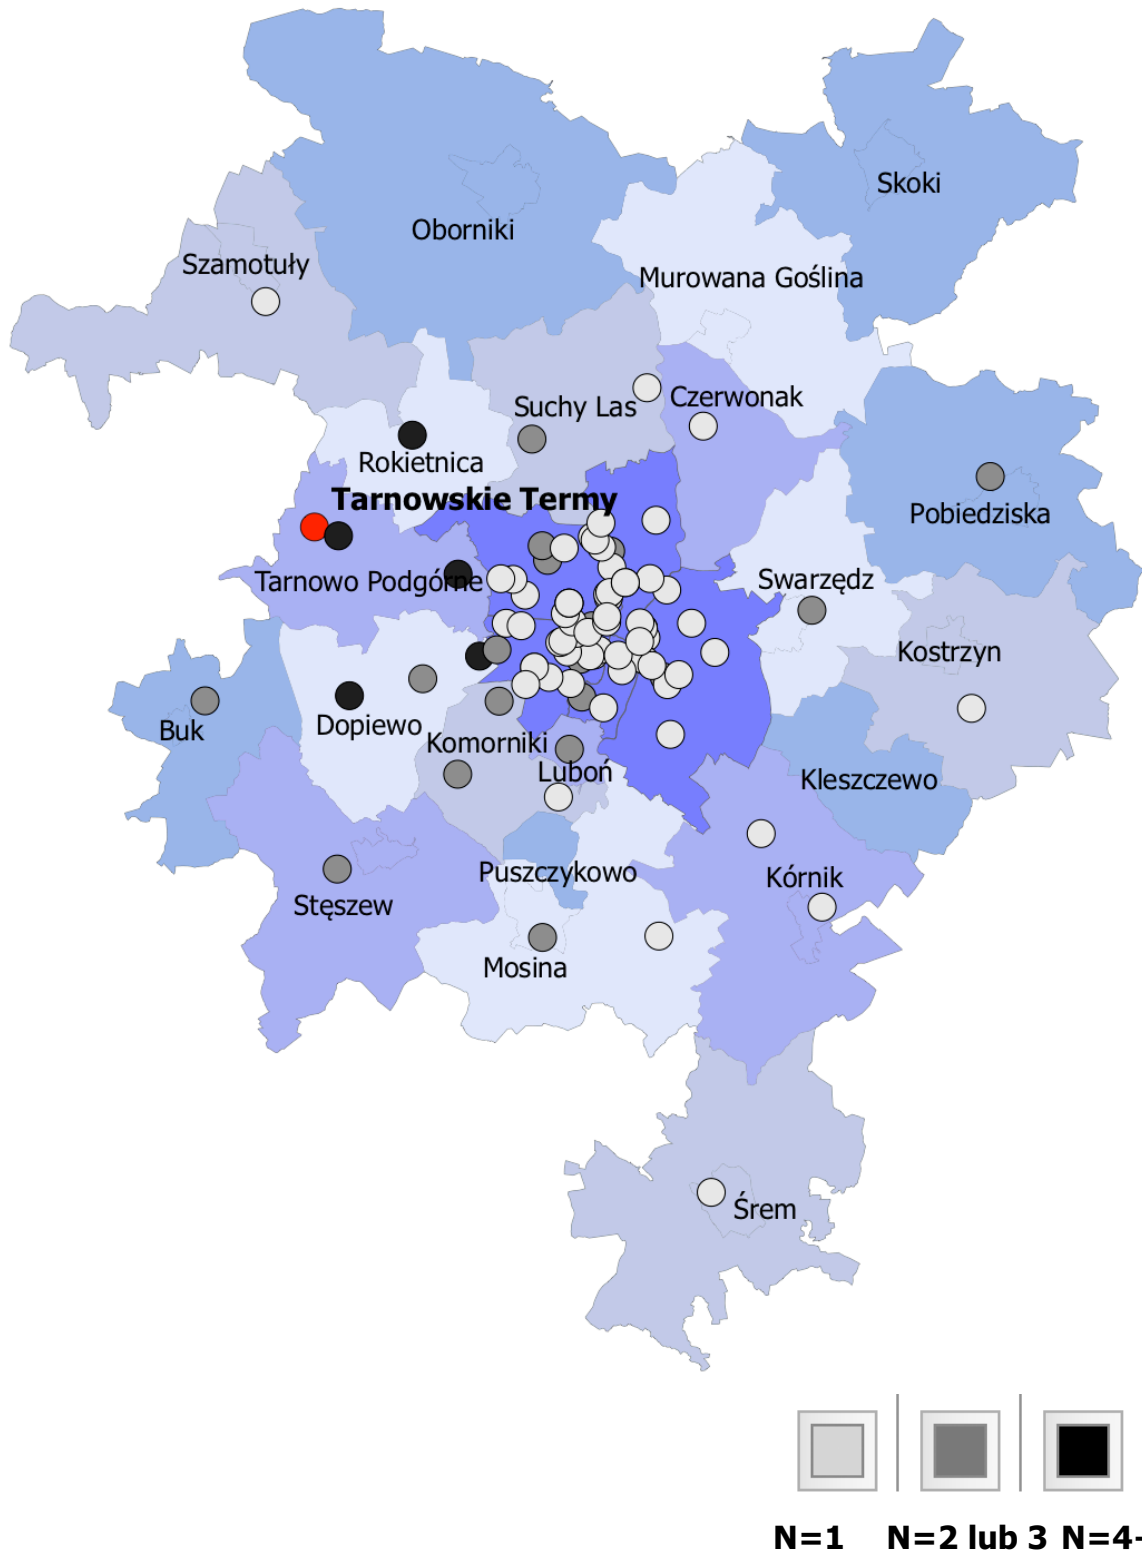 Skoki
Oborniki
Szamotuły
Murowana Goślina
Suchy Las
Czerwonak
Rokietnica
Tarnowskie Termy
Pobiedziska
Tarnowo Podgórne
Swarzędz
Kostrzyn
Buk
Dopiewo
Komorniki
Luboń
Kleszczewo
Puszczykowo
Kórnik
Stęszew
Mosina
Śrem
N=1 N=2 lub 3 N=4-